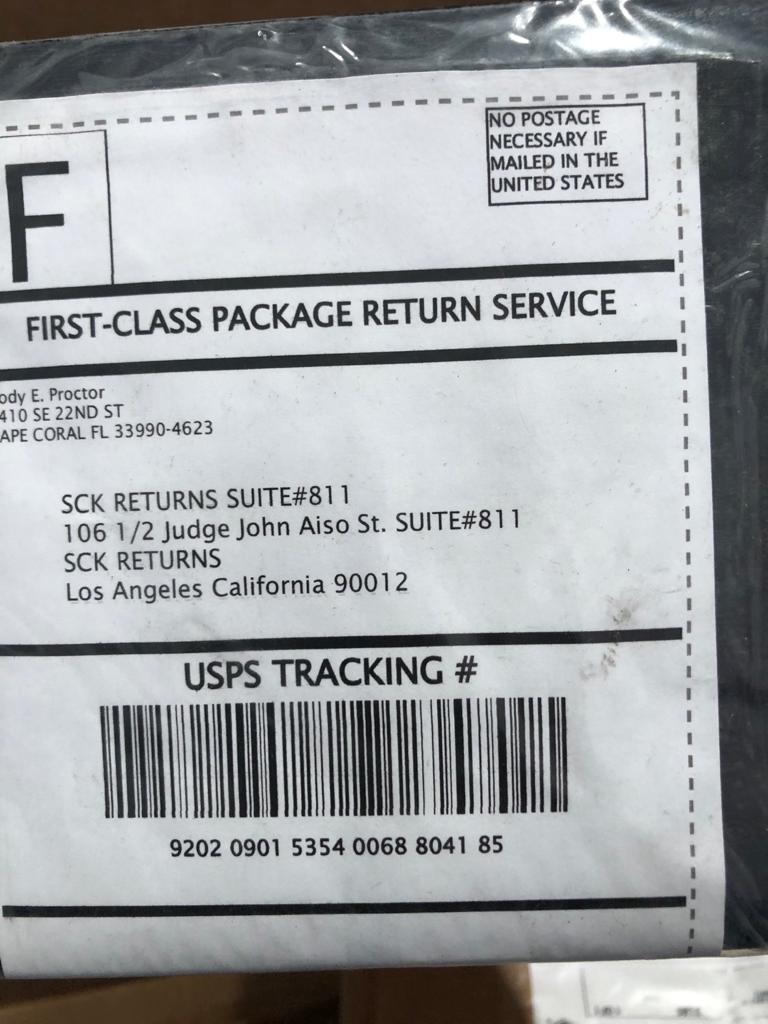 NO POSTAGE
NECESSARY IF
MAILED IN THE
UNITED STATES
F
FIRST-CLASS PACKAGE RETURN SERVICE
ody E. Proctor
410 SE 22ND ST
APE CORAL FL 33990-4623
SCK RETURNS SUITE#811
106 1/2 Judge John Aiso St. SUITE#811
SCK RETURNS
Los Angeles California 90012
USPS TRACKING #
9202 0901 5354 0068 8041 85